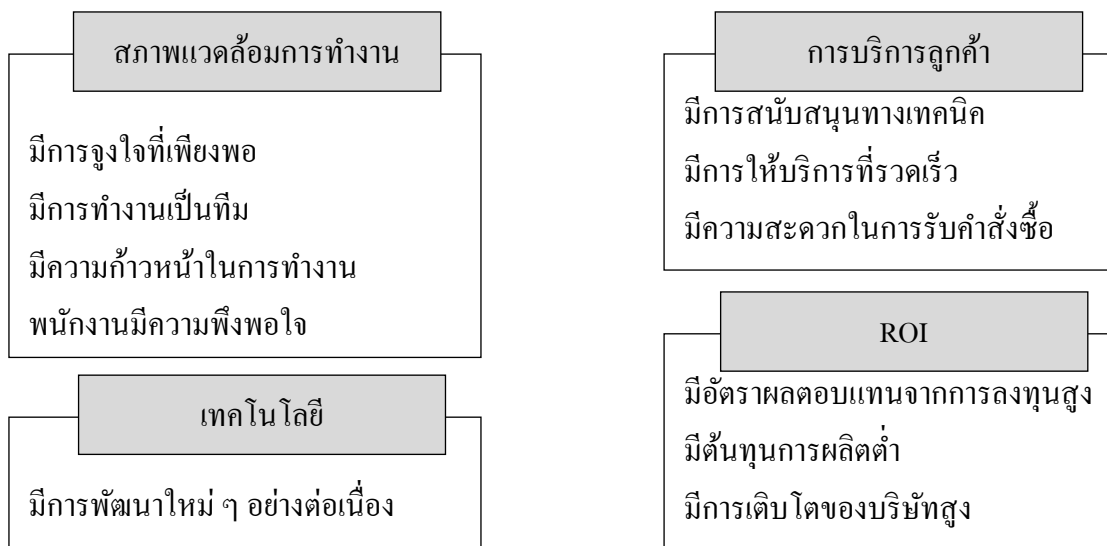 สภาพแวดล้อมการทำงาน
มีการจูงใจที่เพียงพอ
มีการทำงานเป็นทีม
มีความก้าวหน้าในการทำงาน
พนักงานมีความพึงพอใจ
เทคโนโลยี
มีการพัฒนาใหม่ ๆ อย่างต่อเนื่อง
การบริการลูกค้า
มีการสนับสนุนทางเทคนิค
มีการให้บริการที่รวดเร็ว
มีความสะดวกในการรับคำสั่งซื้อ
ROI
มีอัตราผลตอบแทนจากการลงทุนสูง
มีต้นทุนการผลิตต่ำ
มีการเติบโตของบริษัทสูง